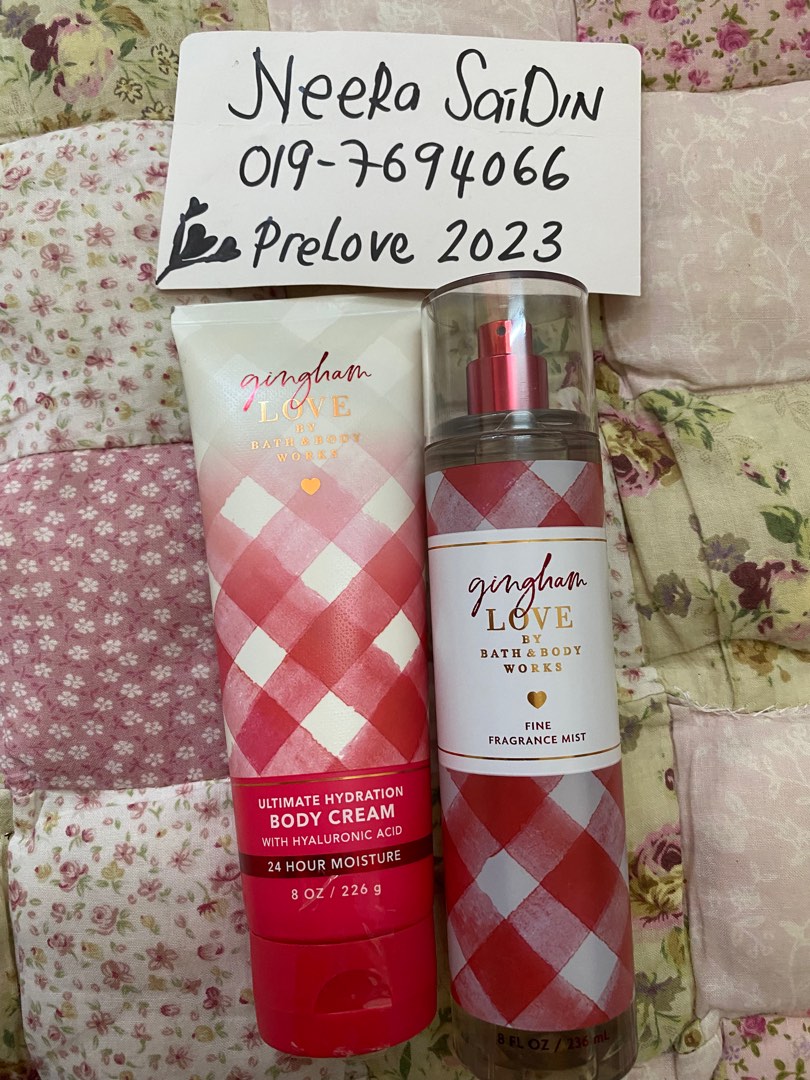 Neera SaiDin
019-7694066
PreLove 2023
gingham
LOVE
BY
BATH & BODY
WORKS
ULTIMATE HYDRATION
BODY CREAM
WITH HYALURONIC ACID
24 HOUR MOISTURE
8 OZ / 226 g
gingham
LOVE
BY
BATH & BODY
WORKS
FINE
FRAGRANCE MIST
8 FL OZ / 236 mL